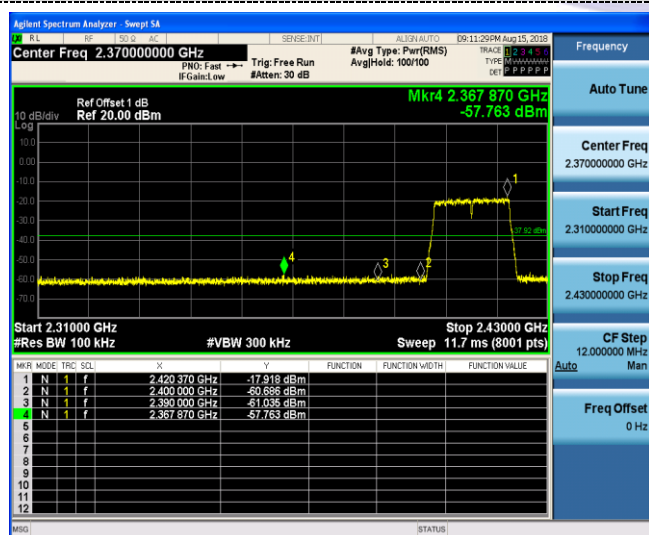 Agilent Spectrum Analyzer - Swept SA
RL RF 50 Ω AC SENSE:INT ALIGN AUTO 09:11:29 PM Aug 15, 2018
Center Freq 2.370000000 GHz #Avg Type: Pwr(RMS) TRACE 1 2 3 4 5 6
PNO: Fast Trig: Free Run Avg|Hold: 100/100 TYPE
IFGain:Low #Atten: 30 dB DET P P P P P P
Mkr4 2.367 870 GHz
Ref Offset 1 dB
10 dB/div Ref 20.00 dBm -57.763 dBm
Log
10.0
0.00
-10.0
-20.0
-30.0
-37.92 dBm
-40.0
-50.0
-60.0
-70.0
1
4
3
2
Start 2.31000 GHz Stop 2.43000 GHz
#Res BW 100 kHz #VBW 300 kHz Sweep 11.7 ms (8001 pts)
MKR MODE TRC SCL X Y FUNCTION FUNCTION WIDTH FUNCTION VALUE
1 N 1 f 2.420 370 GHz -17.918 dBm
2 N 1 f 2.400 000 GHz -60.686 dBm
3 N 1 f 2.390 000 GHz -61.035 dBm
4 N 1 f 2.367 870 GHz -57.763 dBm
5
6
7
8
9
10
11
12
MSG STATUS
Frequency
Auto Tune
Center Freq
2.370000000 GHz
Start Freq
2.310000000 GHz
Stop Freq
2.430000000 GHz
CF Step
12.000000 MHz
Auto Man
Freq Offset
0 Hz